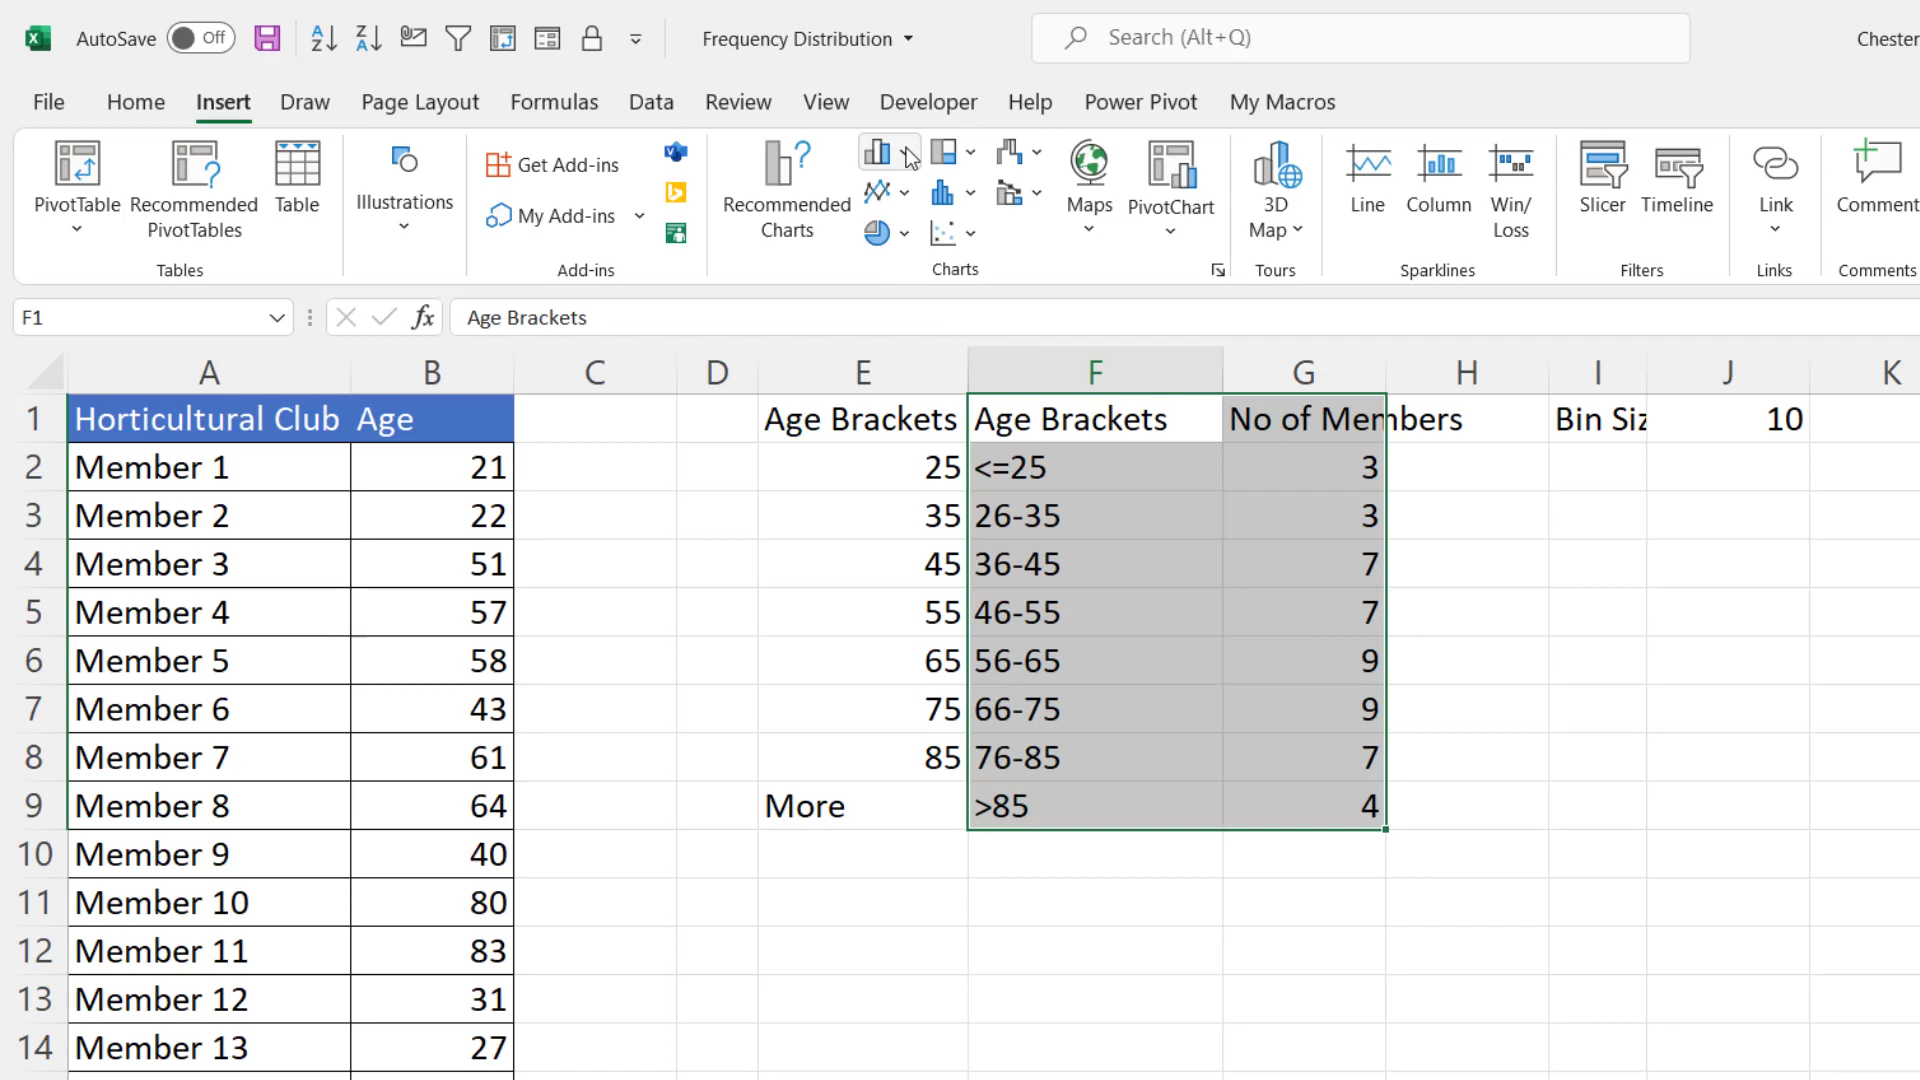 AutoSave Off Frequency Distribution Search (Alt+Q) Chester
File Home Insert Draw Page Layout Formulas Data Review View Developer Help Power Pivot My Macros
PivotTable
Recommended
PivotTables
Table
Tables
Illustrations
Get Add-ins
My Add-ins
Add-ins
Recommended
Charts
Maps
PivotChart
Charts
3D
Map
Tours
Line
Column
Win/
Loss
Sparklines
Slicer
Timeline
Filters
Link
Links
Comment
Comments
F1 fx Age Brackets
A B C D E F G H I J K
1 Horticultural Club Age Age Brackets Age Brackets No of Members Bin Siz 10
2 Member 1 21 25 <=25 3
3 Member 2 22 35 26-35 3
4 Member 3 51 45 36-45 7
5 Member 4 57 55 46-55 7
6 Member 5 58 65 56-65 9
7 Member 6 43 75 66-75 9
8 Member 7 61 85 76-85 7
9 Member 8 64 More >85 4
10 Member 9 40
11 Member 10 80
12 Member 11 83
13 Member 12 31
14 Member 13 27